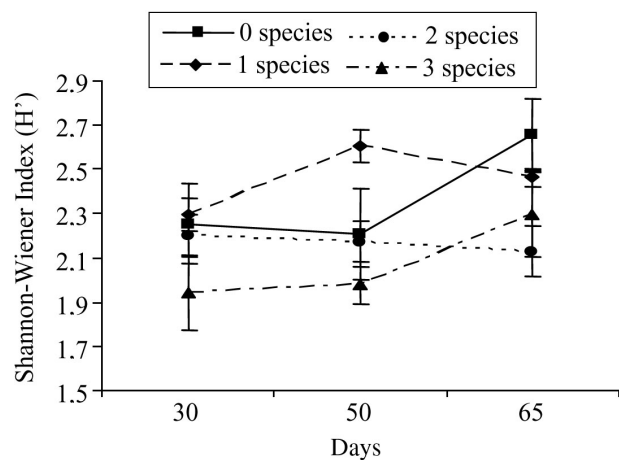 0 species
2 species
1 species
3 species
Shannon-Wiener Index (H’)
2.9
2.7
2.5
2.3
2.1
1.9
1.7
1.5
30
50
65
Days